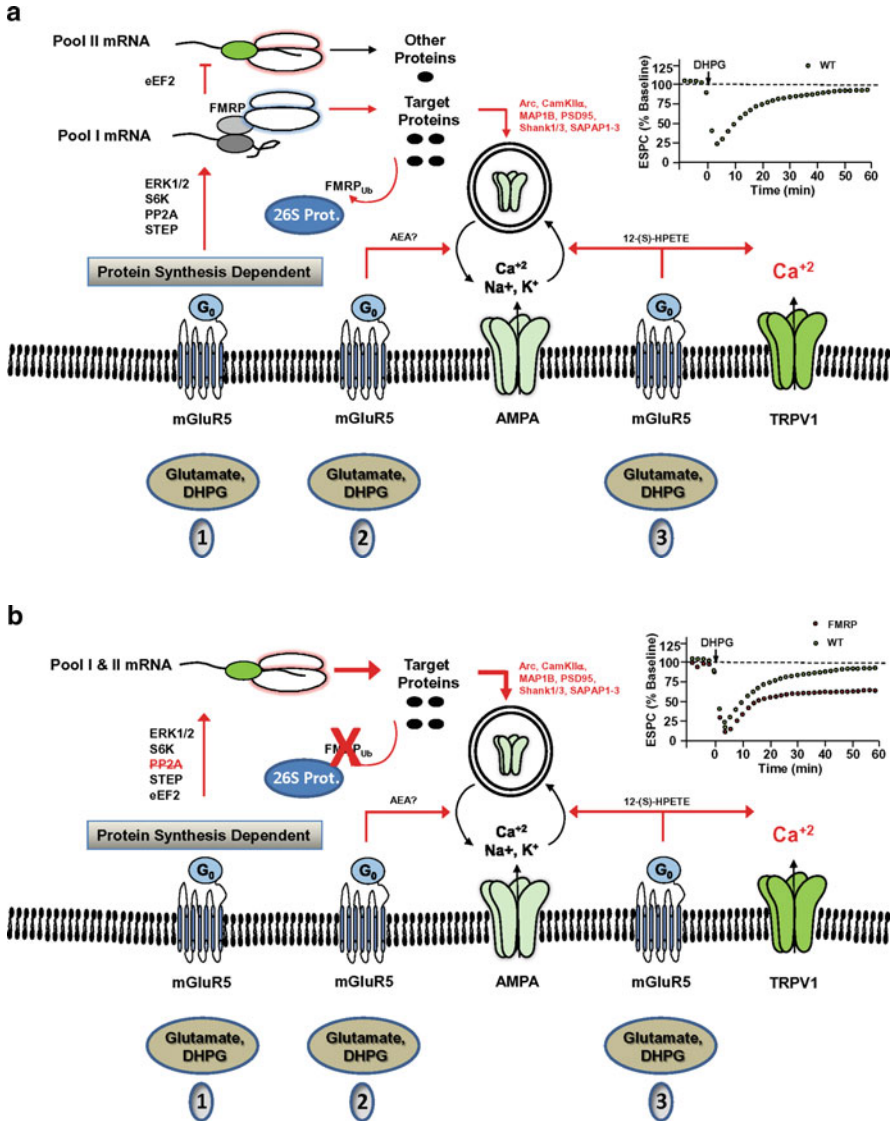 a
Pool II mRNA
eEF2
FMRP
Pool I mRNA
ERK1/2
S6K
PP2A
STEP
Other
Proteins
Target
Proteins
Arc, CamKIIα,
MAP1B, PSD95,
Shank1/3, SAPAP1-3
FMRPUb
26S Prot.
Protein Synthesis Dependent
AEA?
12-(S)-HPETE
Ca+2
Na+, K+
Ca+2
G0
G0
G0
mGluR5
mGluR5
AMPA
mGluR5
TRPV1
Glutamate,
DHPG
Glutamate,
DHPG
Glutamate,
DHPG
1
2
3
DHPG
WT
ESPC (% Baseline)
125
100
75
50
25
0
0
10
20
30
40
50
60
Time (min)
b
Pool I & II mRNA
ERK1/2
S6K
PP2A
STEP
eEF2
Target
Proteins
Arc, CamKIIα,
MAP1B, PSD95,
Shank1/3, SAPAP1-3
X
FMRPUb
26S Prot.
Protein Synthesis Dependent
AEA?
12-(S)-HPETE
Ca+2
Na+, K+
Ca+2
G0
G0
G0
mGluR5
mGluR5
AMPA
mGluR5
TRPV1
Glutamate,
DHPG
Glutamate,
DHPG
Glutamate,
DHPG
1
2
3
FMRP
WT
DHPG
ESPC (% Baseline)
125
100
75
50
25
0
0
10
20
30
40
50
60
Time (min)